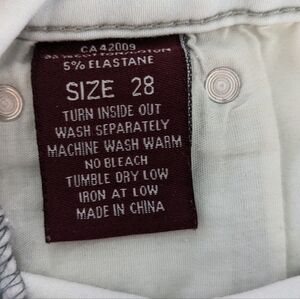 CA 42009
5% ELASTANE
SIZE 28
TURN INSIDE OUT
WASH SEPARATELY
MACHINE WASH WARM
NO BLEACH
TUMBLE DRY LOW
IRON AT LOW
MADE IN CHINA